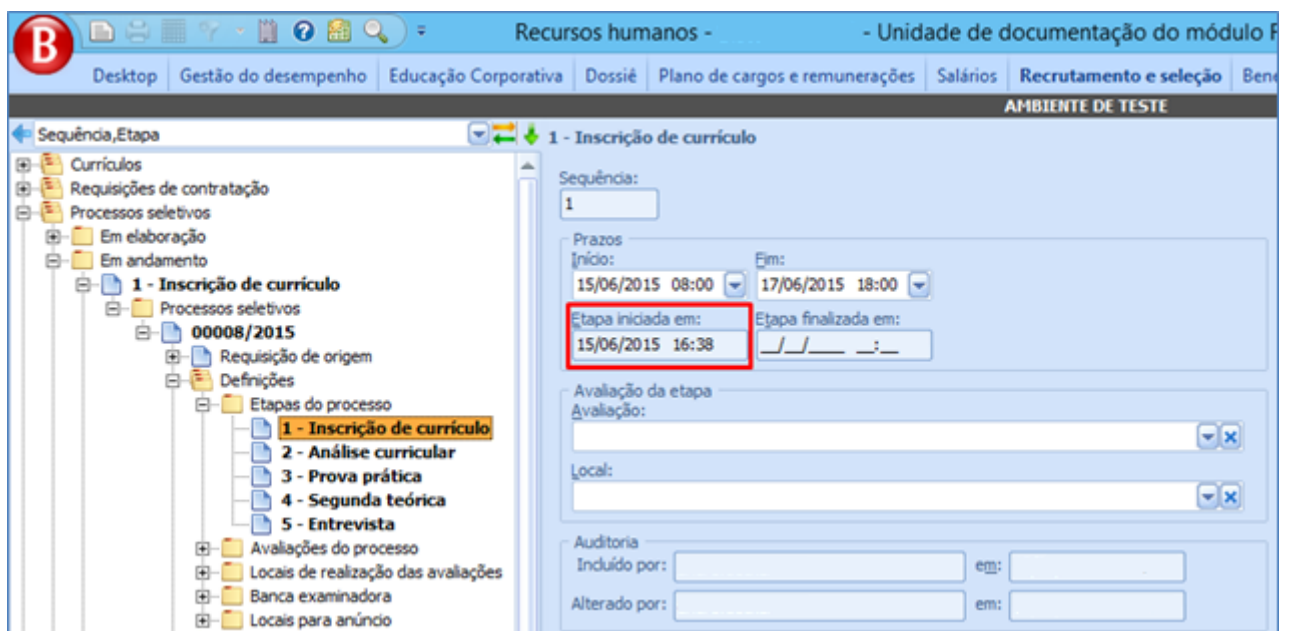 B
Recursos humanos - - Unidade de documentação do módulo
Desktop Gestão do desempenho Educação Corporativa Dossiê Plano de cargos e remunerações Salários Recrutamento e seleção Bene
AMBIENTE DE TESTE
Sequência,Etapa
Currículos
Requisições de contratação
Processos seletivos
Em elaboração
Em andamento
1 - Inscrição de currículo
Processos seletivos
00008/2015
Requisição de origem
Definições
Etapas do processo
1 - Inscrição de currículo
2 - Análise curricular
3 - Prova prática
4 - Segunda teórica
5 - Entrevista
Avaliações do processo
Locais de realização das avaliações
Banca examinadora
Locais para anúncio
1 - Inscrição de currículo
Sequência:
1
Prazos
Início: Fim:
15/06/2015 08:00 17/06/2015 18:00
Etapa iniciada em: Etapa finalizada em:
15/06/2015 16:38 __/__/____ __:__
Avaliação da etapa
Avaliação:
Local:
Auditoria
Incluído por: em:
Alterado por: em: